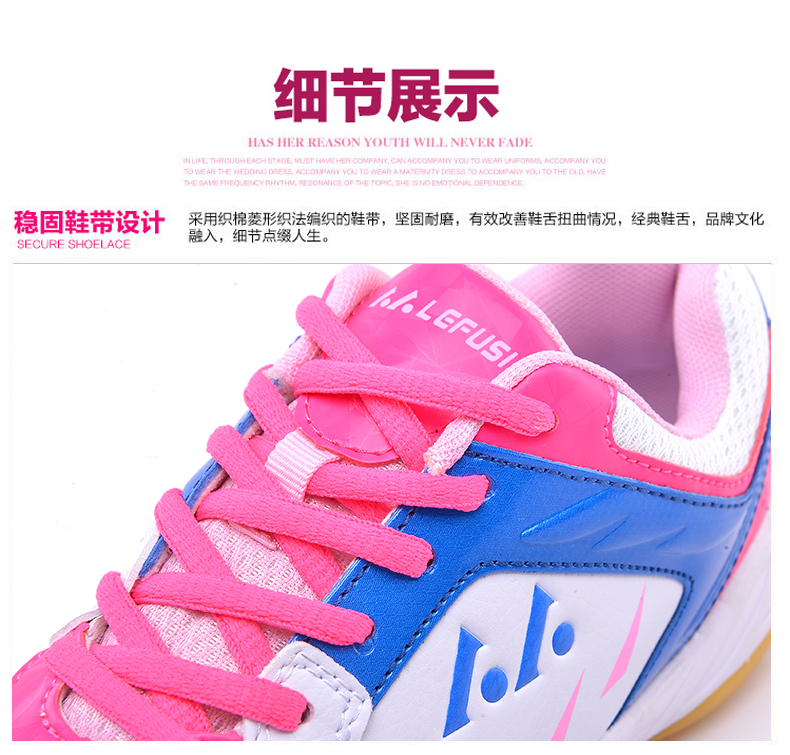 细节展示
HAS HER REASON YOUTH WILL NEVER FADE
IN LIFE, THROUGH EACH STAGE, MUST HAVE HER COMPANY, CAN ACCOMPANY YOU TO WEAR UNIFORMS, ACCOMPANY YOU
TO WEAR THE WEDDING DRESS, ACCOMPANY YOU TO WEAR A MATERNITY DRESS TO ACCOMPANY YOU TO THE OLD, HAVE
THE SAME FREQUENCY RHYTHM, RESONANCE OF THE TOPIC, SHE IS NO EMOTIONAL DEPENDENCE.
稳固鞋带设计
SECURE SHOELACE
采用织棉菱形织法编织的鞋带，坚固耐磨，有效改善鞋舌扭曲情况，经典鞋舌，品牌文化
融入，细节点缀人生。
LEFUSI